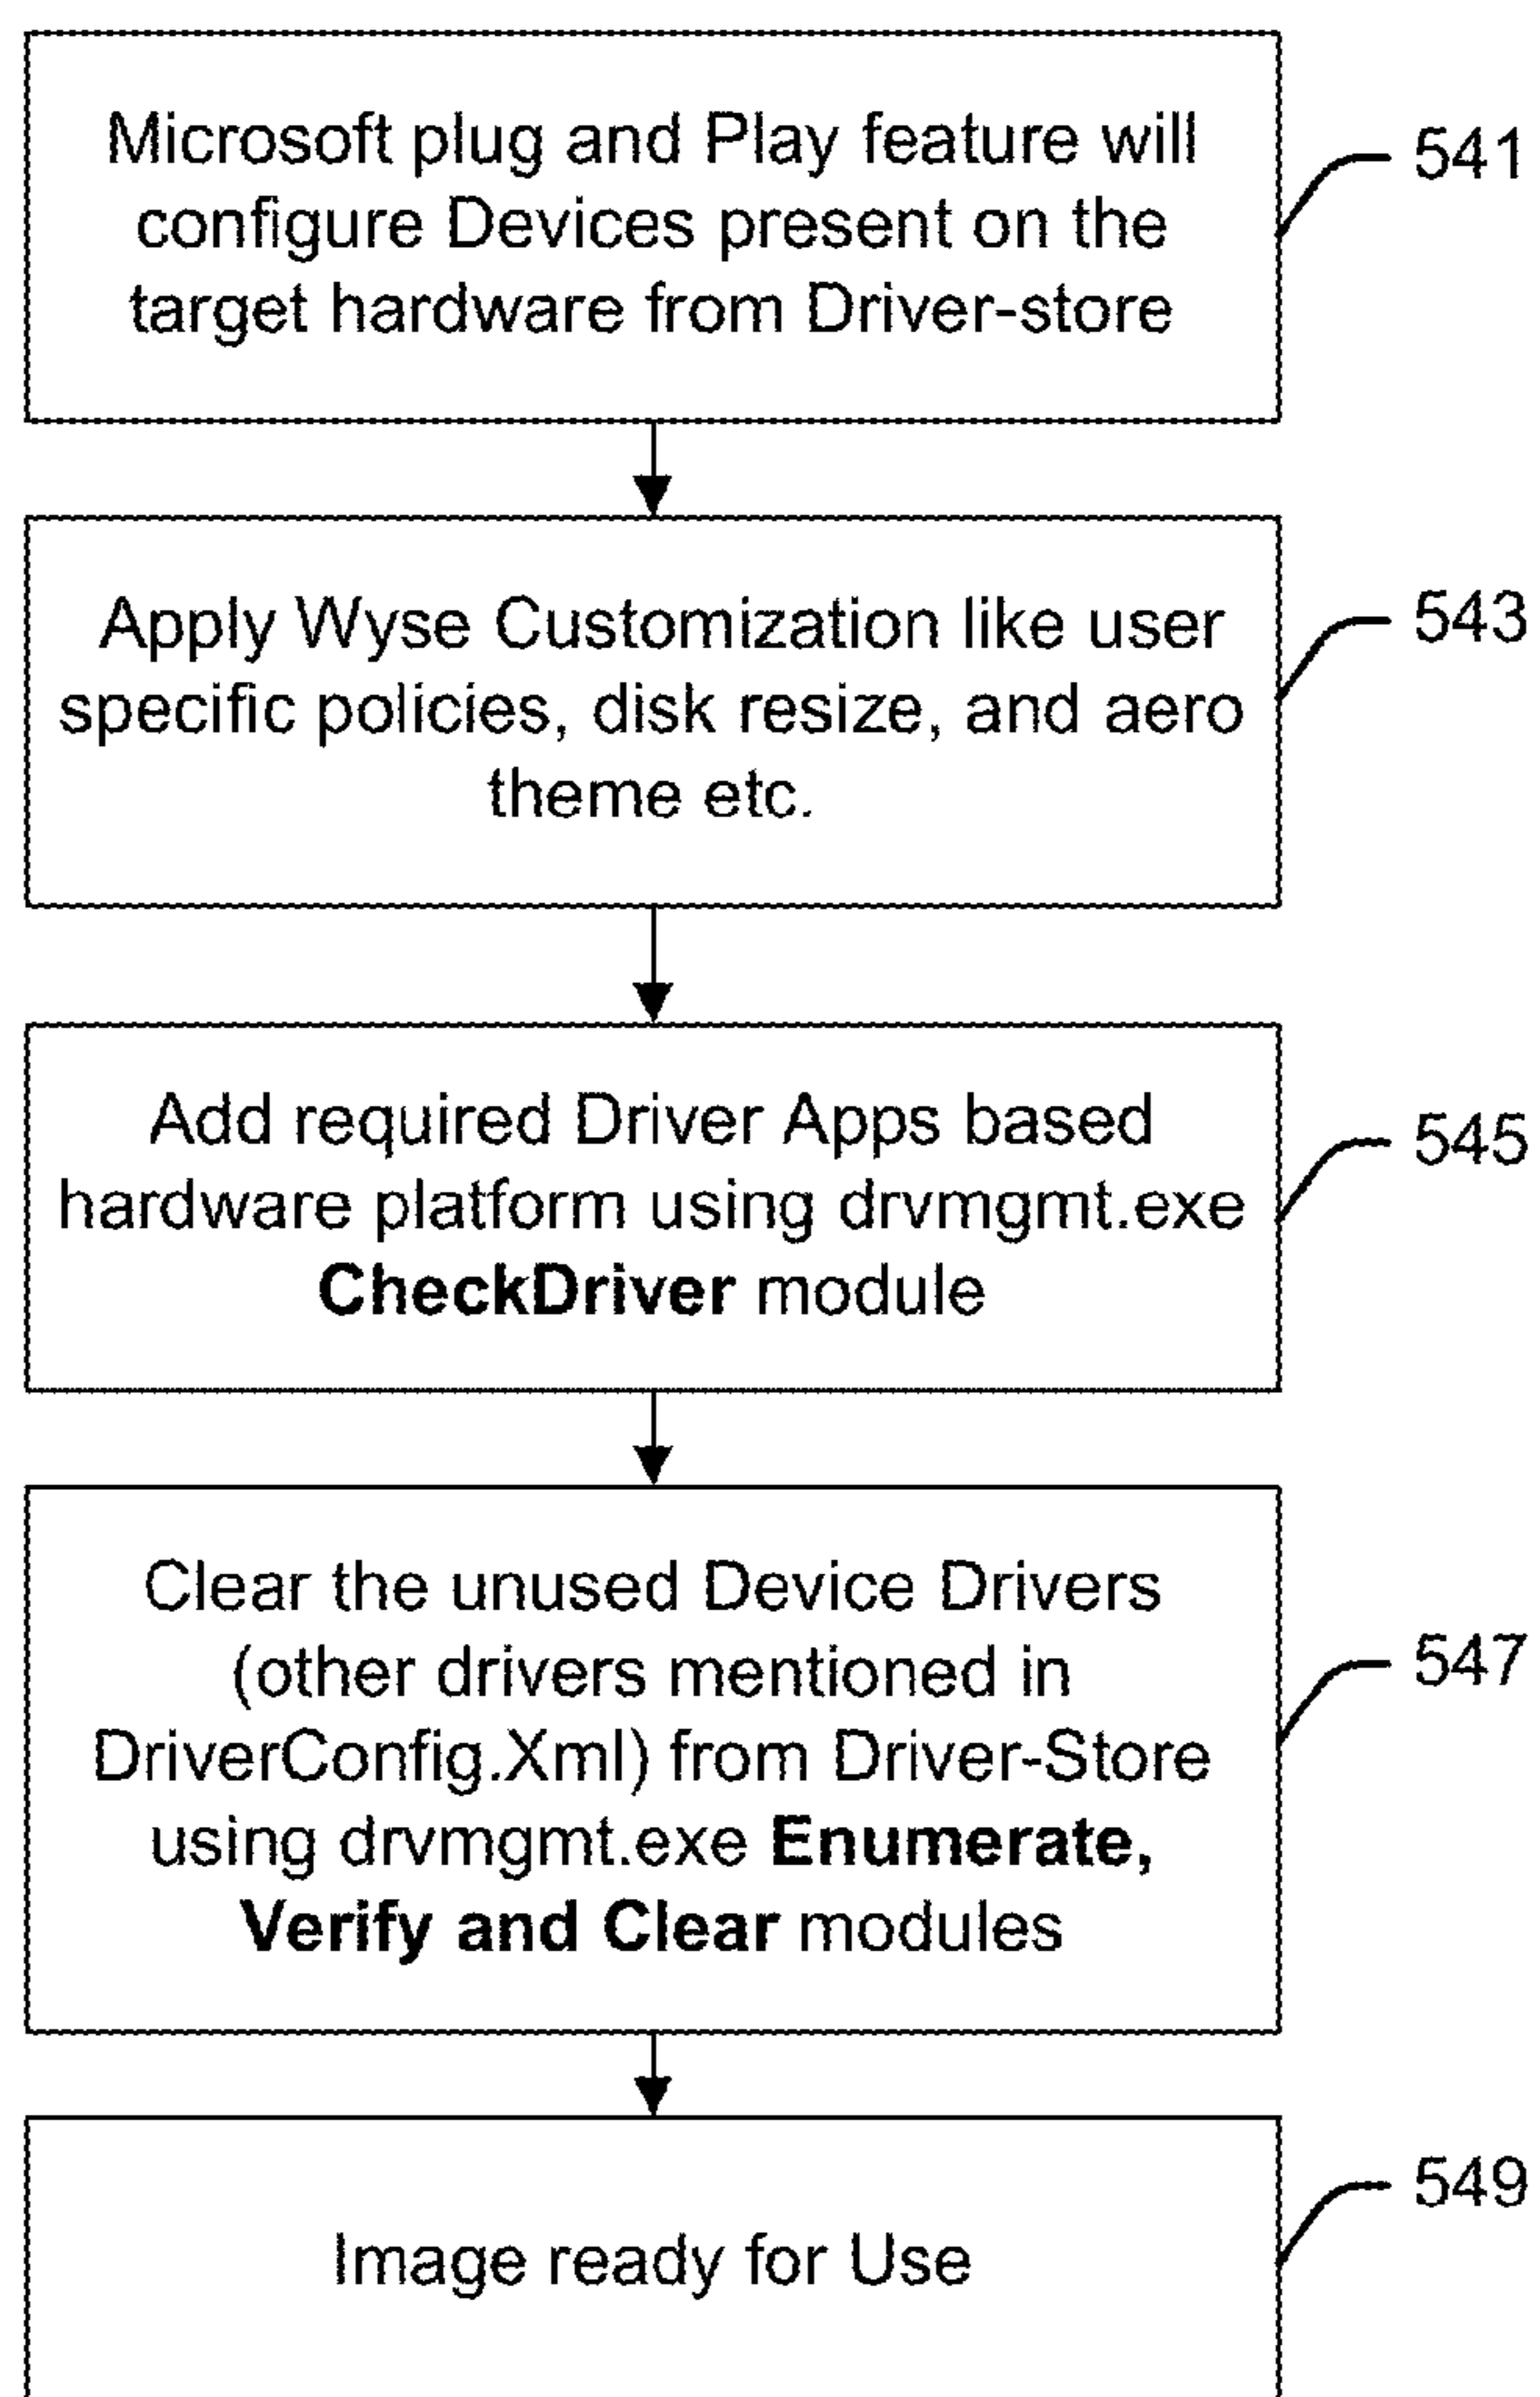 Microsoft plug and Play feature will
configure Devices present on the
target hardware from Driver-store
541
Apply Wyse Customization like user
specific policies, disk resize, and aero
theme etc.
543
Add required Driver Apps based
hardware platform using drvmgmt.exe
CheckDriver module
545
Clear the unused Device Drivers
(other drivers mentioned in
DriverConfig.Xml) from Driver-Store
using drvmgmt.exe Enumerate,
Verify and Clear modules
547
Image ready for Use
549